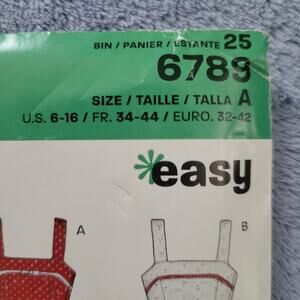 BIN / PANIER / ESTANTE 25
6789
SIZE / TAILLE / TALLA A
U.S. 6-16 / FR. 34-44 / EURO. 32-42
easy
A
B